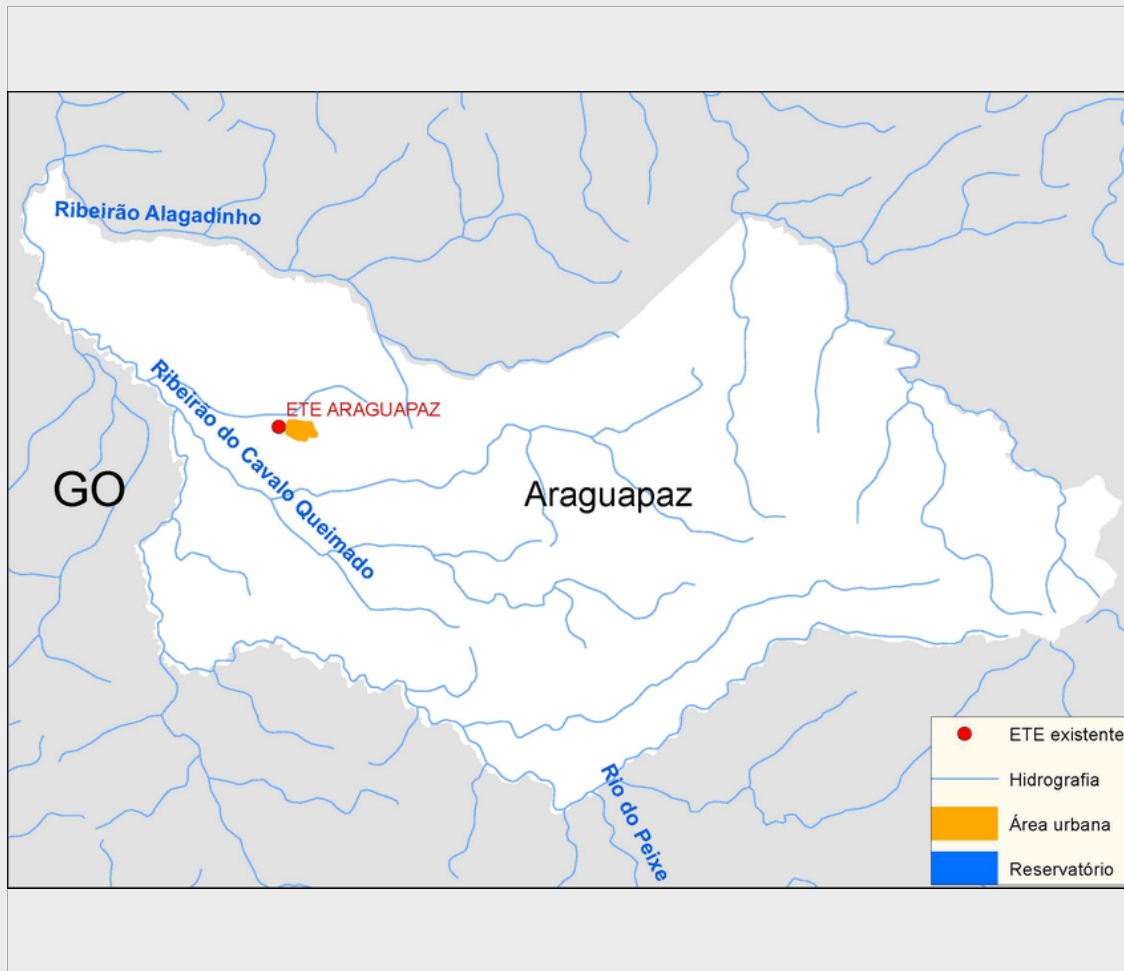 Ribeirão Alagadinho
Ribeirão do Cavalo Queimado
ETE ARAGUAPAZ
GO
Araguapaz
Rio do Peixe
ETE existente
Hidrografia
Área urbana
Reservatório